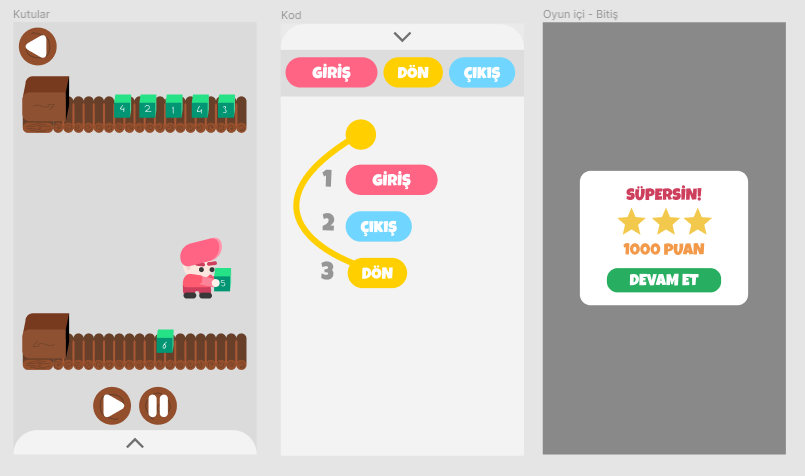 Kutular
4 2 1 4 3
5
6
Kod
GİRİŞ DÖN ÇIKIŞ
1 GİRİŞ
2 ÇIKIŞ
3 DÖN
Oyun içi - Bitiş
SÜPERSİN!
1000 PUAN
DEVAM ET